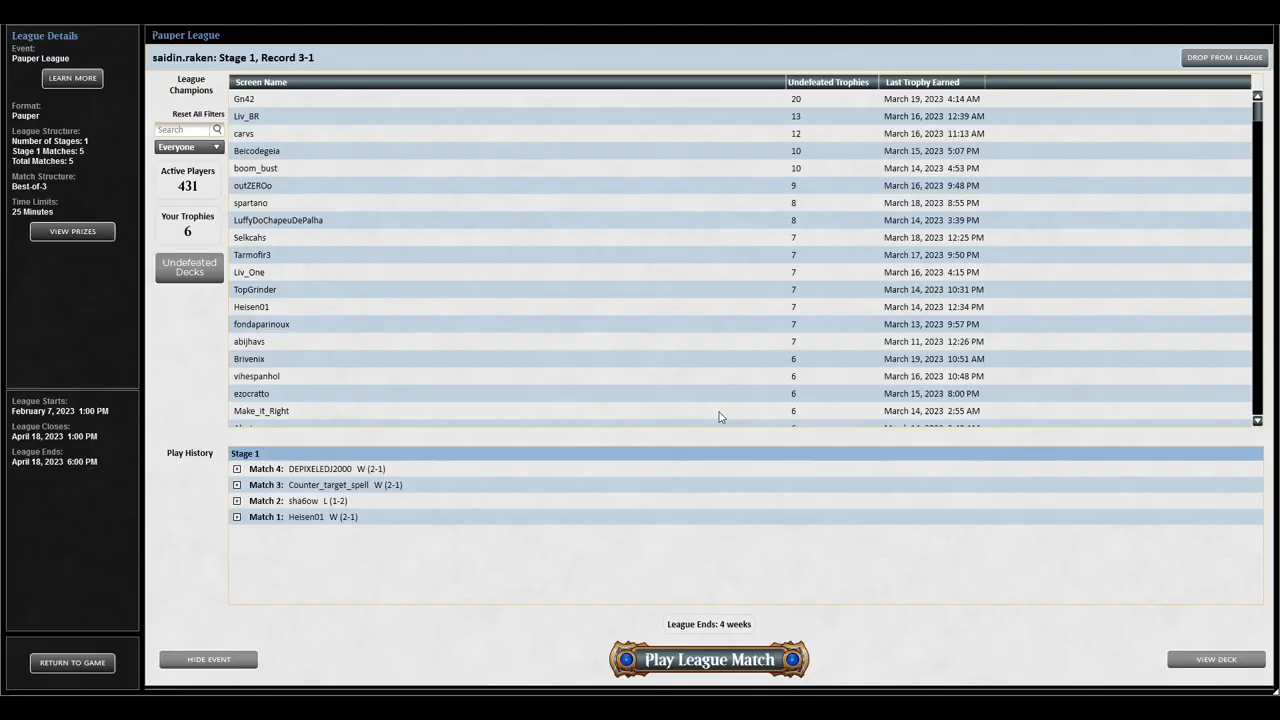 League Details
Event:
Pauper League
LEARN MORE
Format:
Pauper
League Structure:
Number of Stages: 1
Stage 1 Matches: 5
Total Matches: 5
Match Structure:
Best-of-3
Time Limits:
25 Minutes
VIEW PRIZES
League Starts:
February 7, 2023 1:00 PM
League Closes:
April 18, 2023 1:00 PM
League Ends:
April 18, 2023 6:00 PM
RETURN TO GAME
Pauper League
saidin.raken: Stage 1, Record 3-1
DROP FROM LEAGUE
League
Champions
Reset All Filters
Search
Everyone
Active Players
431
Your Trophies
6
Undefeated
Decks
Screen Name Undefeated Trophies Last Trophy Earned
Gn42 20 March 19, 2023 4:14 AM
Liv_BR 13 March 16, 2023 12:39 AM
carvs 12 March 16, 2023 11:13 AM
Beicodegeia 10 March 15, 2023 5:07 PM
boom_bust 10 March 14, 2023 4:53 PM
outZEROo 9 March 16, 2023 9:48 PM
spartano 8 March 18, 2023 8:55 PM
LuffyDoChapeuDePalha 8 March 14, 2023 3:39 PM
Selkcahs 7 March 18, 2023 12:25 PM
Tarmofir3 7 March 17, 2023 9:50 PM
Liv_One 7 March 16, 2023 4:15 PM
TopGrinder 7 March 14, 2023 10:31 PM
Heisen01 7 March 14, 2023 12:34 PM
fondaparinoux 7 March 13, 2023 9:57 PM
abijhavs 7 March 11, 2023 12:26 PM
Brivenix 6 March 19, 2023 10:51 AM
vihespanhol 6 March 16, 2023 10:48 PM
ezocratto 6 March 15, 2023 8:00 PM
Make_it_Right 6 March 14, 2023 2:55 AM
Play History
Stage 1
Match 4: DEPIXELEDJ2000 W (2-1)
Match 3: Counter_target_spell W (2-1)
Match 2: sha6ow L (1-2)
Match 1: Heisen01 W (2-1)
League Ends: 4 weeks
HIDE EVENT
Play League Match
VIEW DECK